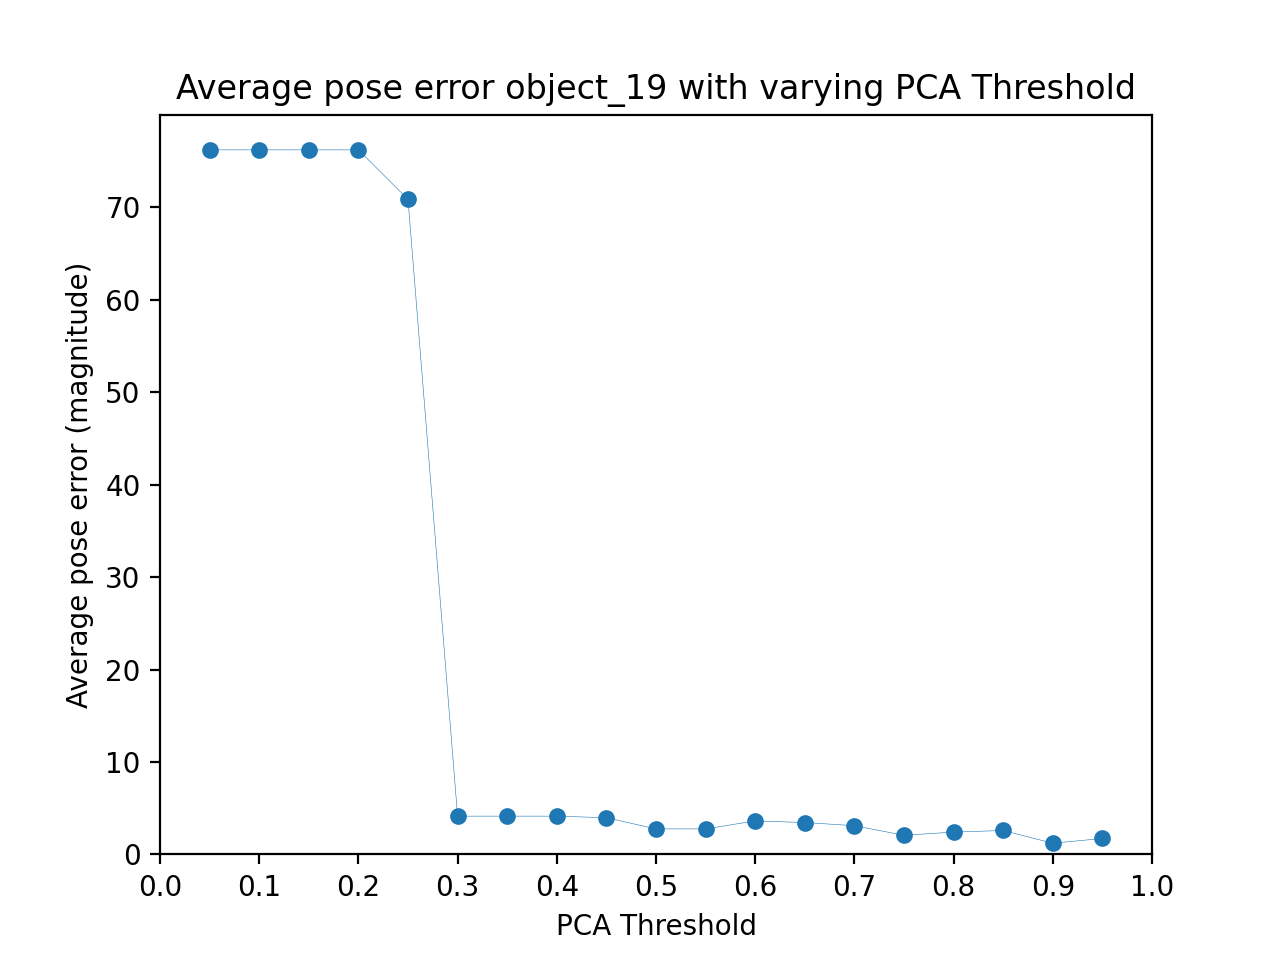 Average pose error object_19 with varying PCA Threshold
Average pose error (magnitude)
70
60
50
40
30
20
10
0
0.0 0.1 0.2 0.3 0.4 0.5 0.6 0.7 0.8 0.9 1.0
PCA Threshold